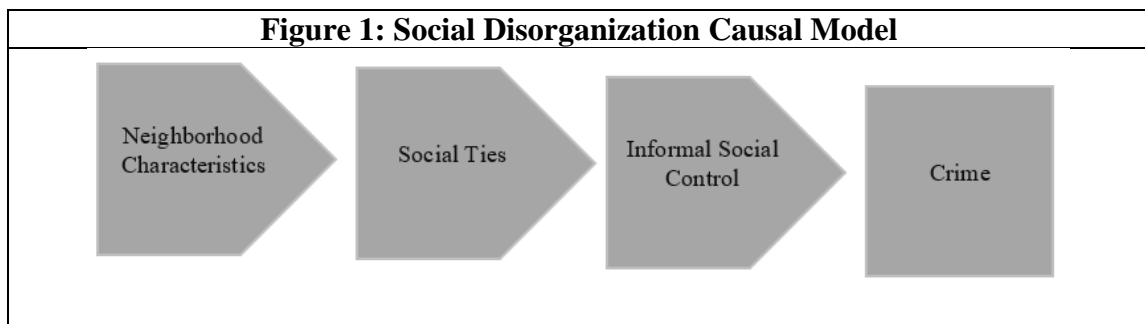 Figure 1: Social Disorganization Causal Model
Neighborhood
Characteristics
Social Ties
Informal Social
Control
Crime